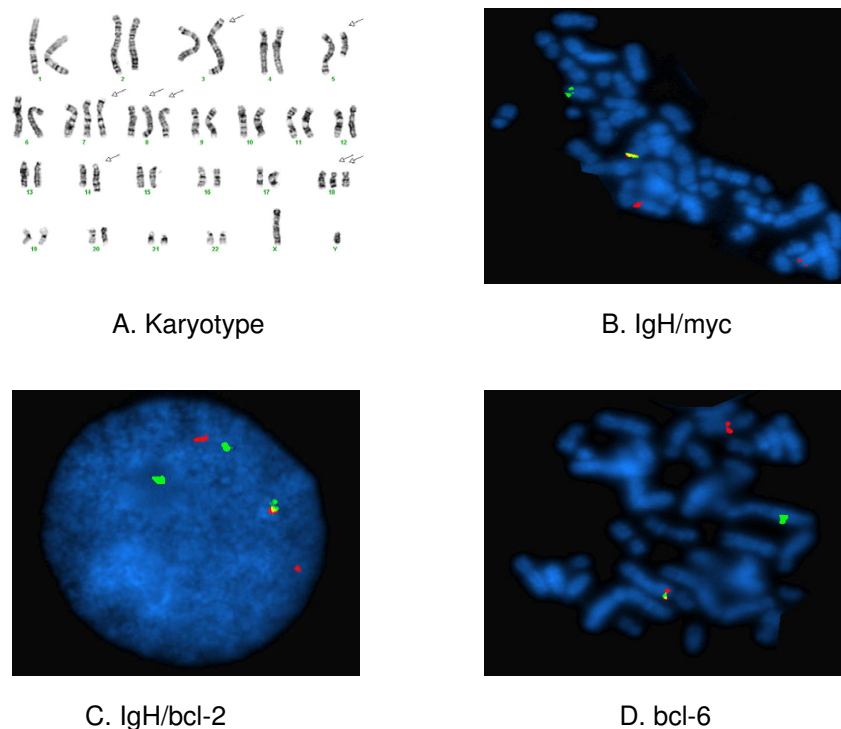 1 2 3 4 5
6 7 8 9 10 11 12
13 14 15 16 17 18
19 20 21 22 X Y
A. Karyotype
B. IgH/myc
C. IgH/bcl-2
D. bcl-6